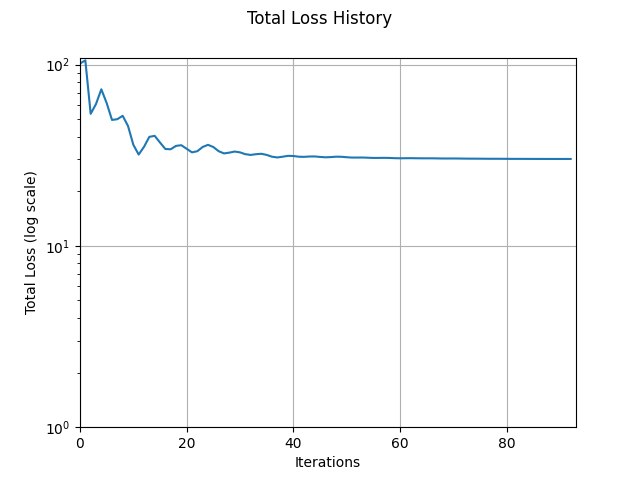 Total Loss History
Total Loss (log scale)
10²
10¹
10⁰
0 20 40 60 80
Iterations